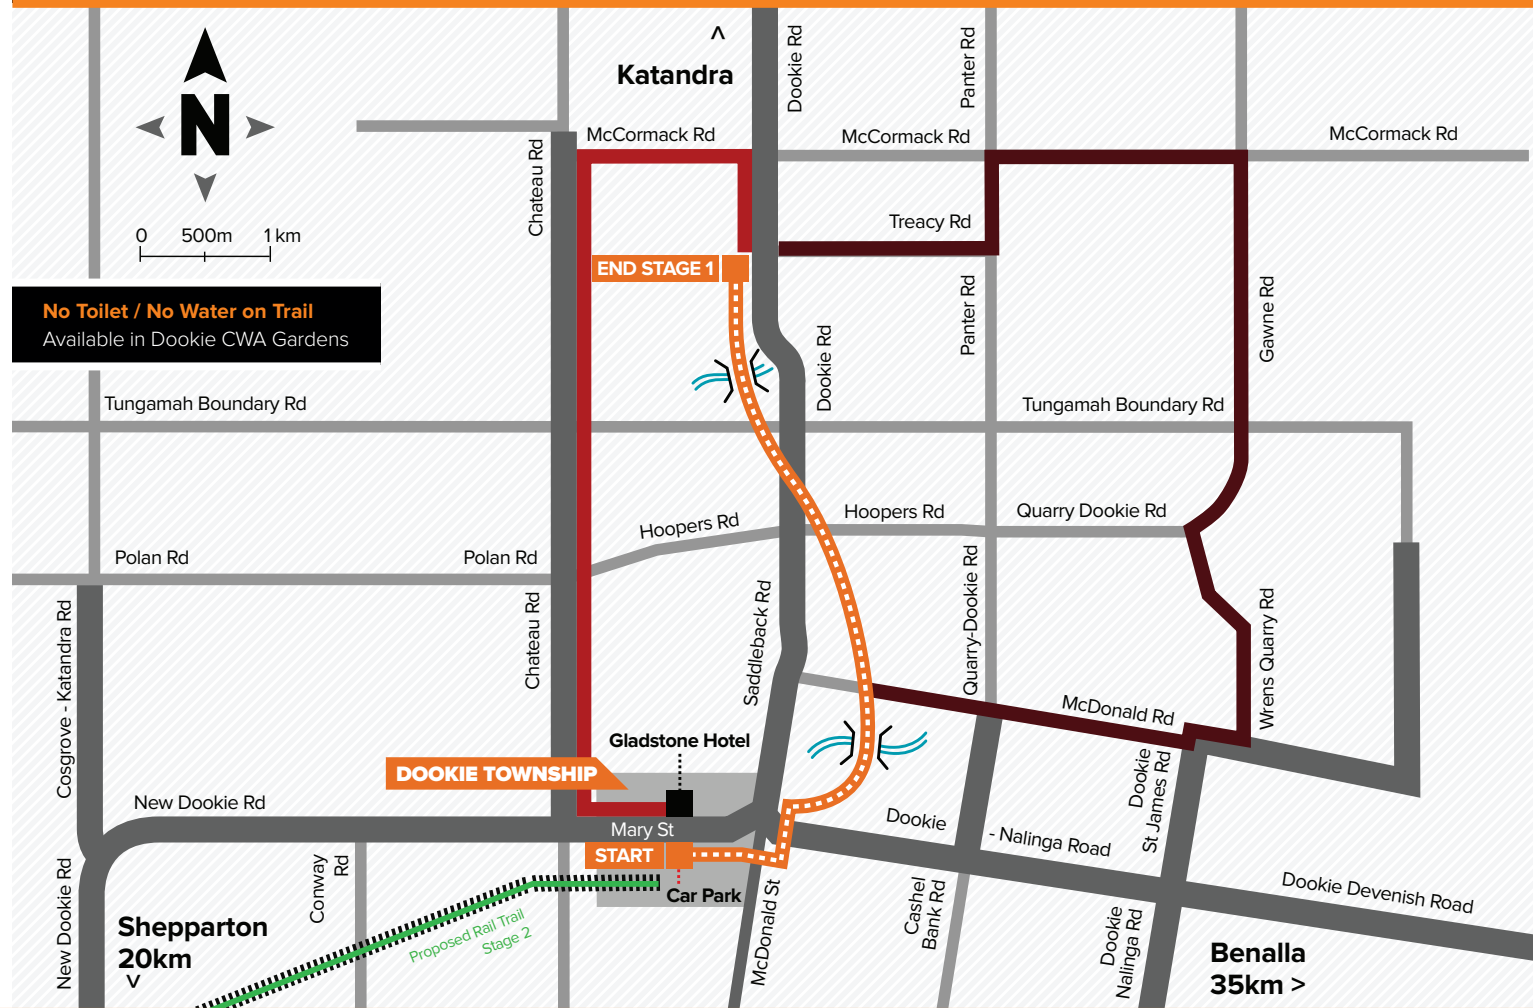 ^
Katandra
Dookie Rd
Panter Rd
N
McCormack Rd
McCormack Rd
McCormack Rd
Chateau Rd
0 500m 1 km
Treacy Rd
END STAGE 1
No Toilet / No Water on Trail
Available in Dookie CWA Gardens
Dookie Rd
Panter Rd
Gawne Rd
Tungamah Boundary Rd
Tungamah Boundary Rd
Hoopers Rd
Hoopers Rd
Quarry Dookie Rd
Polan Rd
Polan Rd
Cosgrove - Katandra Rd
Chateau Rd
Saddleback Rd
Quarry-Dookie Rd
Wrens Quarry Rd
McDonald Rd
Gladstone Hotel
DOOKIE TOWNSHIP
New Dookie Rd
Mary St
Dookie
- Nalinga Road
Dookie
St James Rd
START
Car Park
New Dookie Rd
Conway
Rd
Proposed Rail Trail
Stage 2
McDonald St
Cashel
Bank Rd
Dookie
Nalinga Rd
Dookie Devenish Road
Shepparton
20km
v
Benalla
35km >